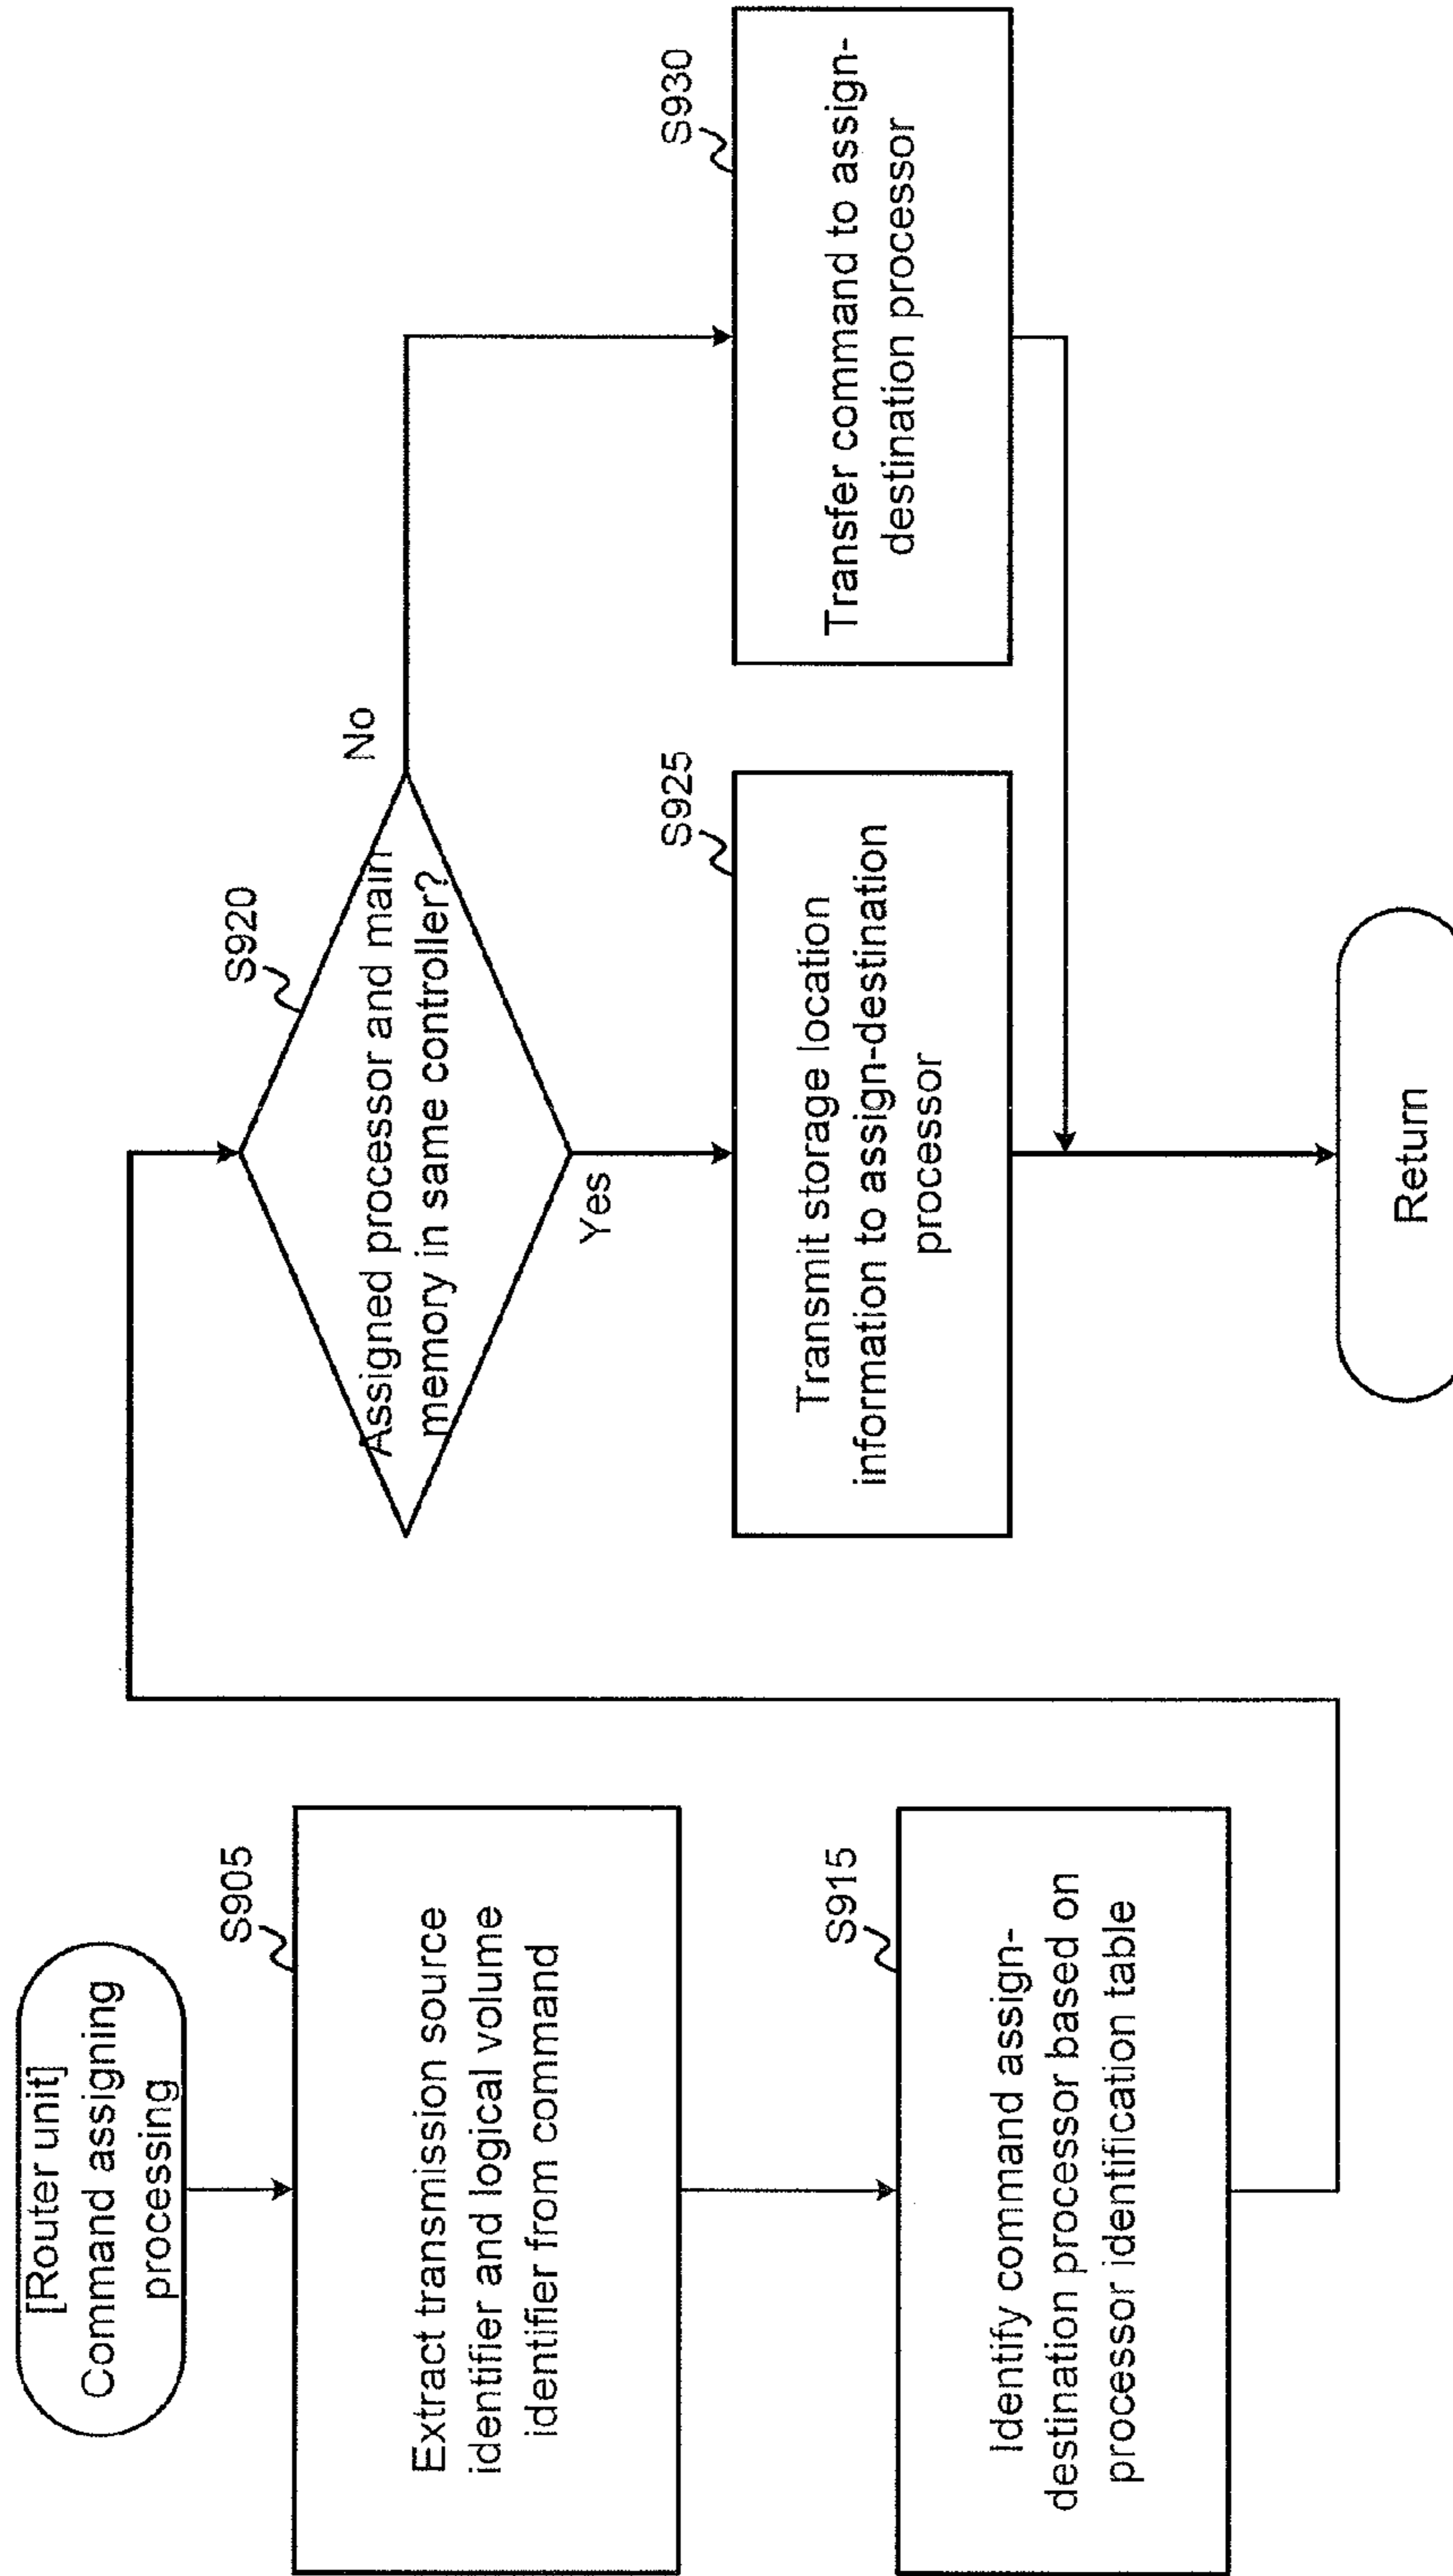 [Router unit]
Command assigning
processing
S905
Extract transmission source
identifier and logical volume
identifier from command
S915
Identify command assign-
destination processor based on
processor identification table
S920
Assigned processor and main
memory in same controller?
No
Yes
S925
Transmit storage location
information to assign-destination
processor
S930
Transfer command to assign-
destination processor
Return